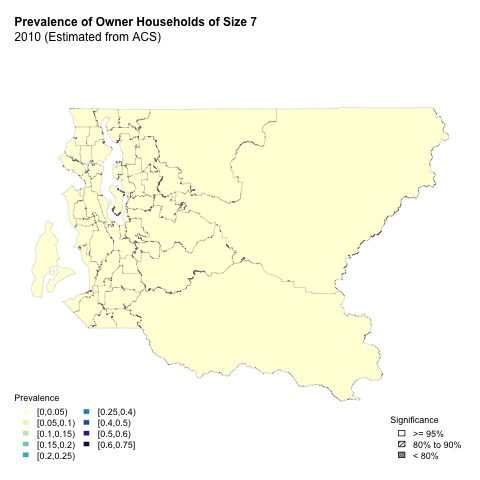 Prevalence of Owner Households of Size 7
2010 (Estimated from ACS)
Prevalence
[0,0.05)
[0.05,0.1)
[0.1,0.15)
[0.15,0.2)
[0.2,0.25)
[0.25,0.4)
[0.4,0.5)
[0.5,0.6)
[0.6,0.75]
Significance
>= 95%
80% to 90%
< 80%